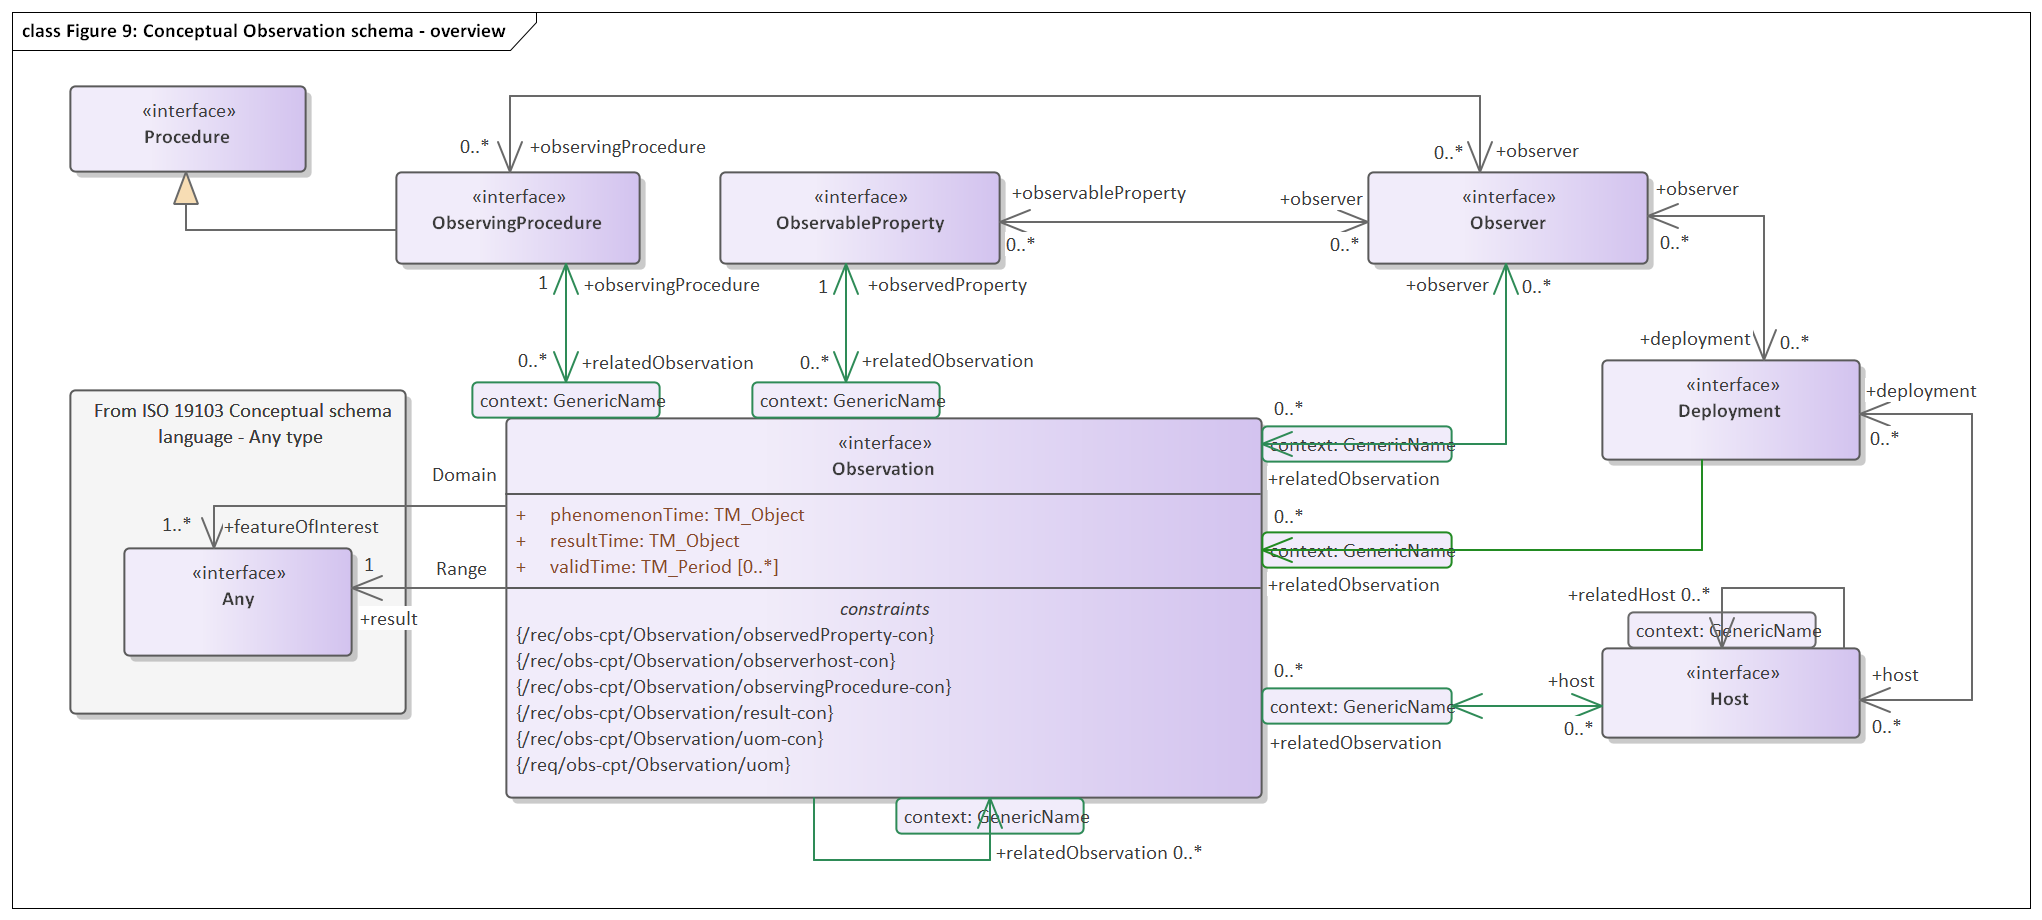 class Figure 9: Conceptual Observation schema - overview
«interface»
Procedure
0..*
+observingProcedure
0..*
+observer
«interface»
ObservingProcedure
«interface»
ObservableProperty
+observableProperty
0..*
+observer
0..*
«interface»
Observer
+observer
0..*
1
+observingProcedure
1
+observedProperty
+observer
0..*
0..*
+relatedObservation
0..*
+relatedObservation
+deployment
0..*
context: GenericName
context: GenericName
From ISO 19103 Conceptual schema
language - Any type
«interface»
Deployment
+deployment
0..*
0..*
context: GenericName
+relatedObservation
«interface»
Observation
Domain
1..*
+featureOfInterest
+ phenomenonTime: TM_Object
+ resultTime: TM_Object
+ validTime: TM_Period [0..*]
0..*
context: GenericName
+relatedObservation
«interface»
Any
1
Range
+result
constraints
{/rec/obs-cpt/Observation/observedProperty-con}
{/rec/obs-cpt/Observation/observerhost-con}
{/rec/obs-cpt/Observation/observingProcedure-con}
{/rec/obs-cpt/Observation/result-con}
{/rec/obs-cpt/Observation/uom-con}
{/req/obs-cpt/Observation/uom}
+relatedHost 0..*
context: GenericName
«interface»
Host
+host
0..*
0..*
context: GenericName
+relatedObservation
+host
0..*
context: GenericName
+relatedObservation 0..*